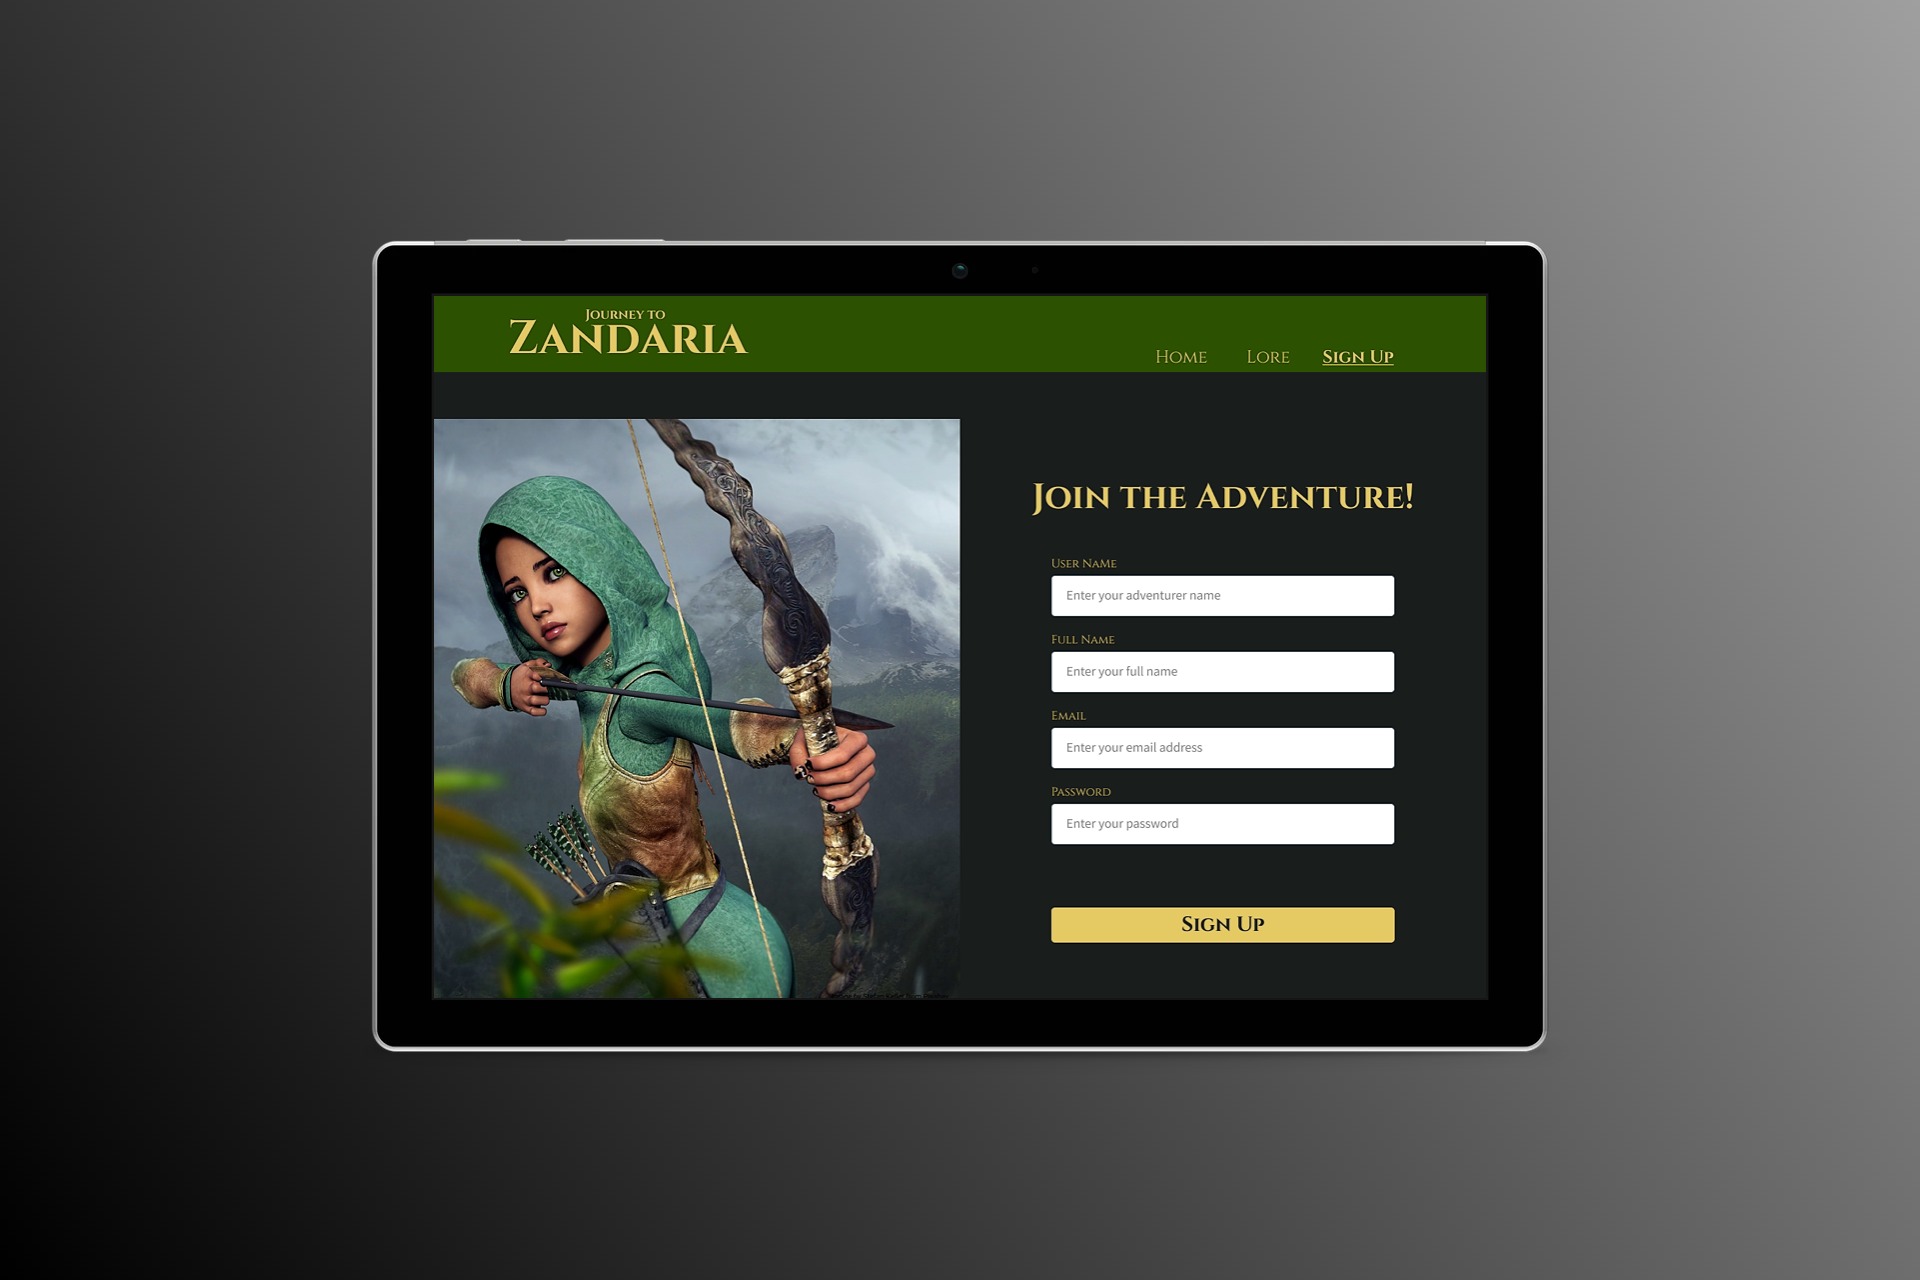 Journey to
Zandaria
Home Lore Sign Up
Join the Adventure!
User NaMe
Enter your adventurer name
Full Name
Enter your full name
Email
Enter your email address
Password
Enter your password
Sign Up